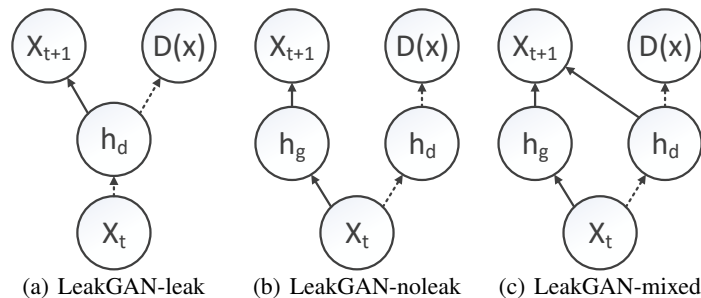 X_{t+1} D(x) X_{t+1} D(x) X_{t+1} D(x)
h_d h_g h_d h_g h_d
X_t X_t X_t
(a) LeakGAN-leak (b) LeakGAN-noleak (c) LeakGAN-mixed